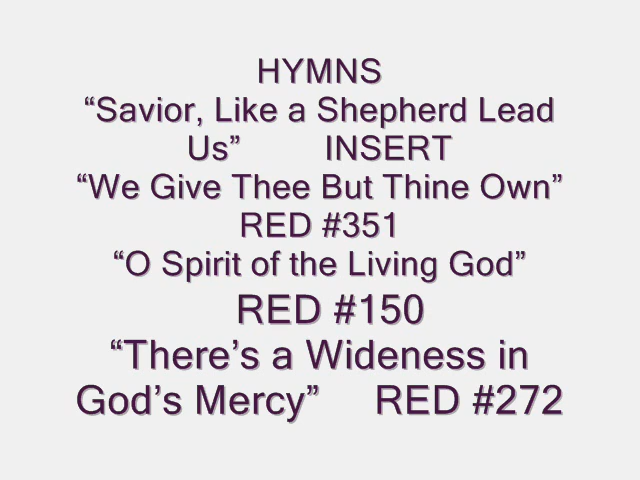 HYMNS
“Savior, Like a Shepherd Lead
Us” INSERT
“We Give Thee But Thine Own”
RED #351
“O Spirit of the Living God”
RED #150
“There’s a Wideness in
God’s Mercy” RED #272